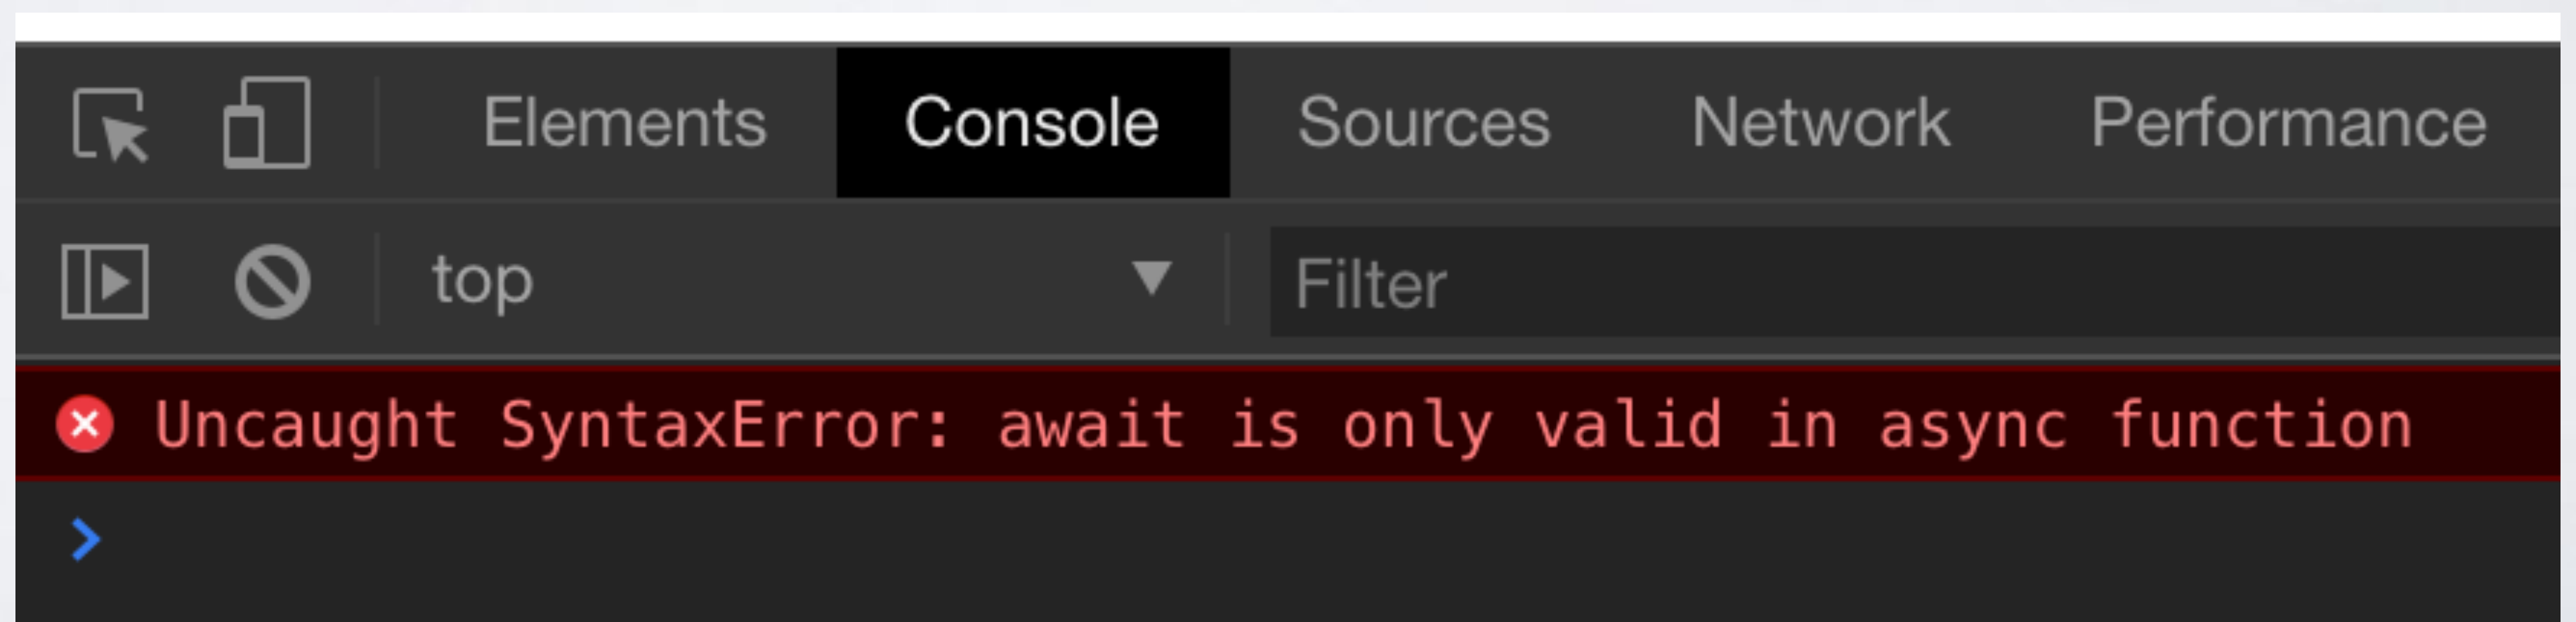 Elements Console Sources Network Performance
top Filter
Uncaught SyntaxError: await is only valid in async function